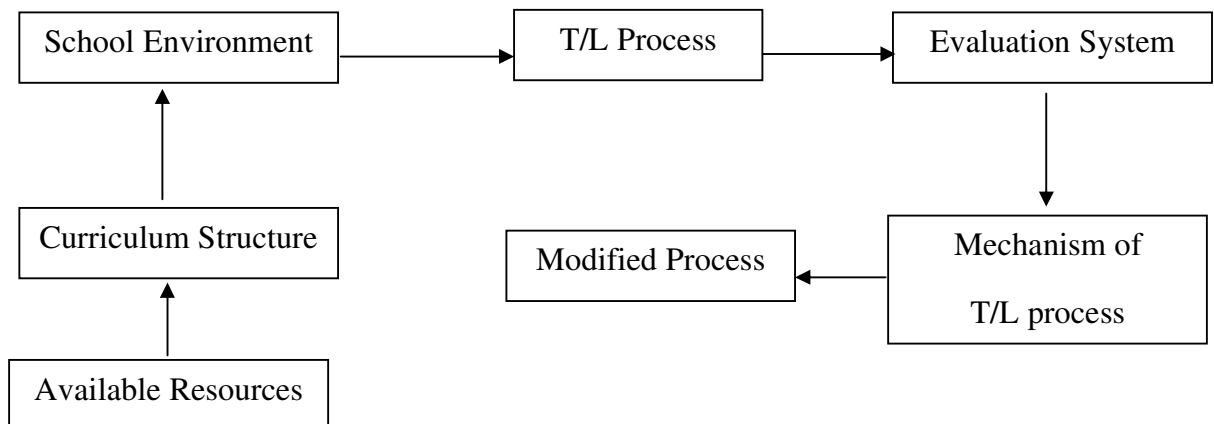 School Environment
T/L Process
Evaluation System
Curriculum Structure
Modified Process
Mechanism of
T/L process
Available Resources